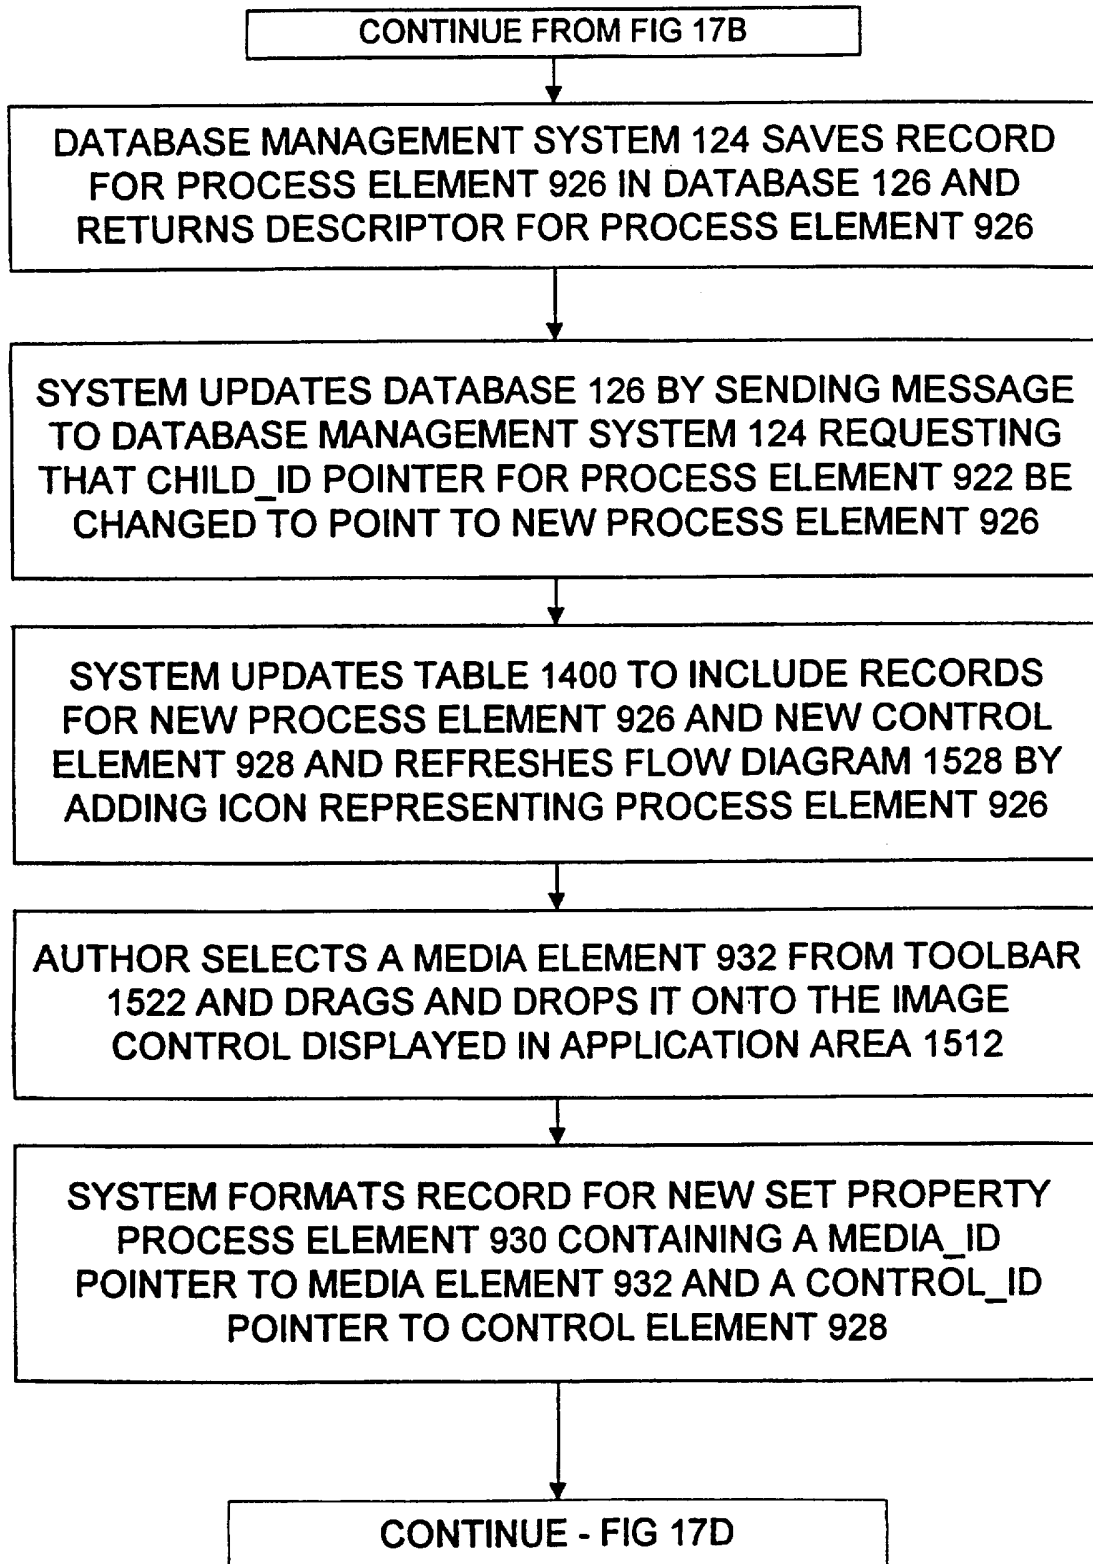 CONTINUE FROM FIG 17B
DATABASE MANAGEMENT SYSTEM 124 SAVES RECORD
FOR PROCESS ELEMENT 926 IN DATABASE 126 AND
RETURNS DESCRIPTOR FOR PROCESS ELEMENT 926
SYSTEM UPDATES DATABASE 126 BY SENDING MESSAGE
TO DATABASE MANAGEMENT SYSTEM 124 REQUESTING
THAT CHILD_ID POINTER FOR PROCESS ELEMENT 922 BE
CHANGED TO POINT TO NEW PROCESS ELEMENT 926
SYSTEM UPDATES TABLE 1400 TO INCLUDE RECORDS
FOR NEW PROCESS ELEMENT 926 AND NEW CONTROL
ELEMENT 928 AND REFRESHES FLOW DIAGRAM 1528 BY
ADDING ICON REPRESENTING PROCESS ELEMENT 926
AUTHOR SELECTS A MEDIA ELEMENT 932 FROM TOOLBAR
1522 AND DRAGS AND DROPS IT ONTO THE IMAGE
CONTROL DISPLAYED IN APPLICATION AREA 1512
SYSTEM FORMATS RECORD FOR NEW SET PROPERTY
PROCESS ELEMENT 930 CONTAINING A MEDIA_ID
POINTER TO MEDIA ELEMENT 932 AND A CONTROL_ID
POINTER TO CONTROL ELEMENT 928
CONTINUE - FIG 17D